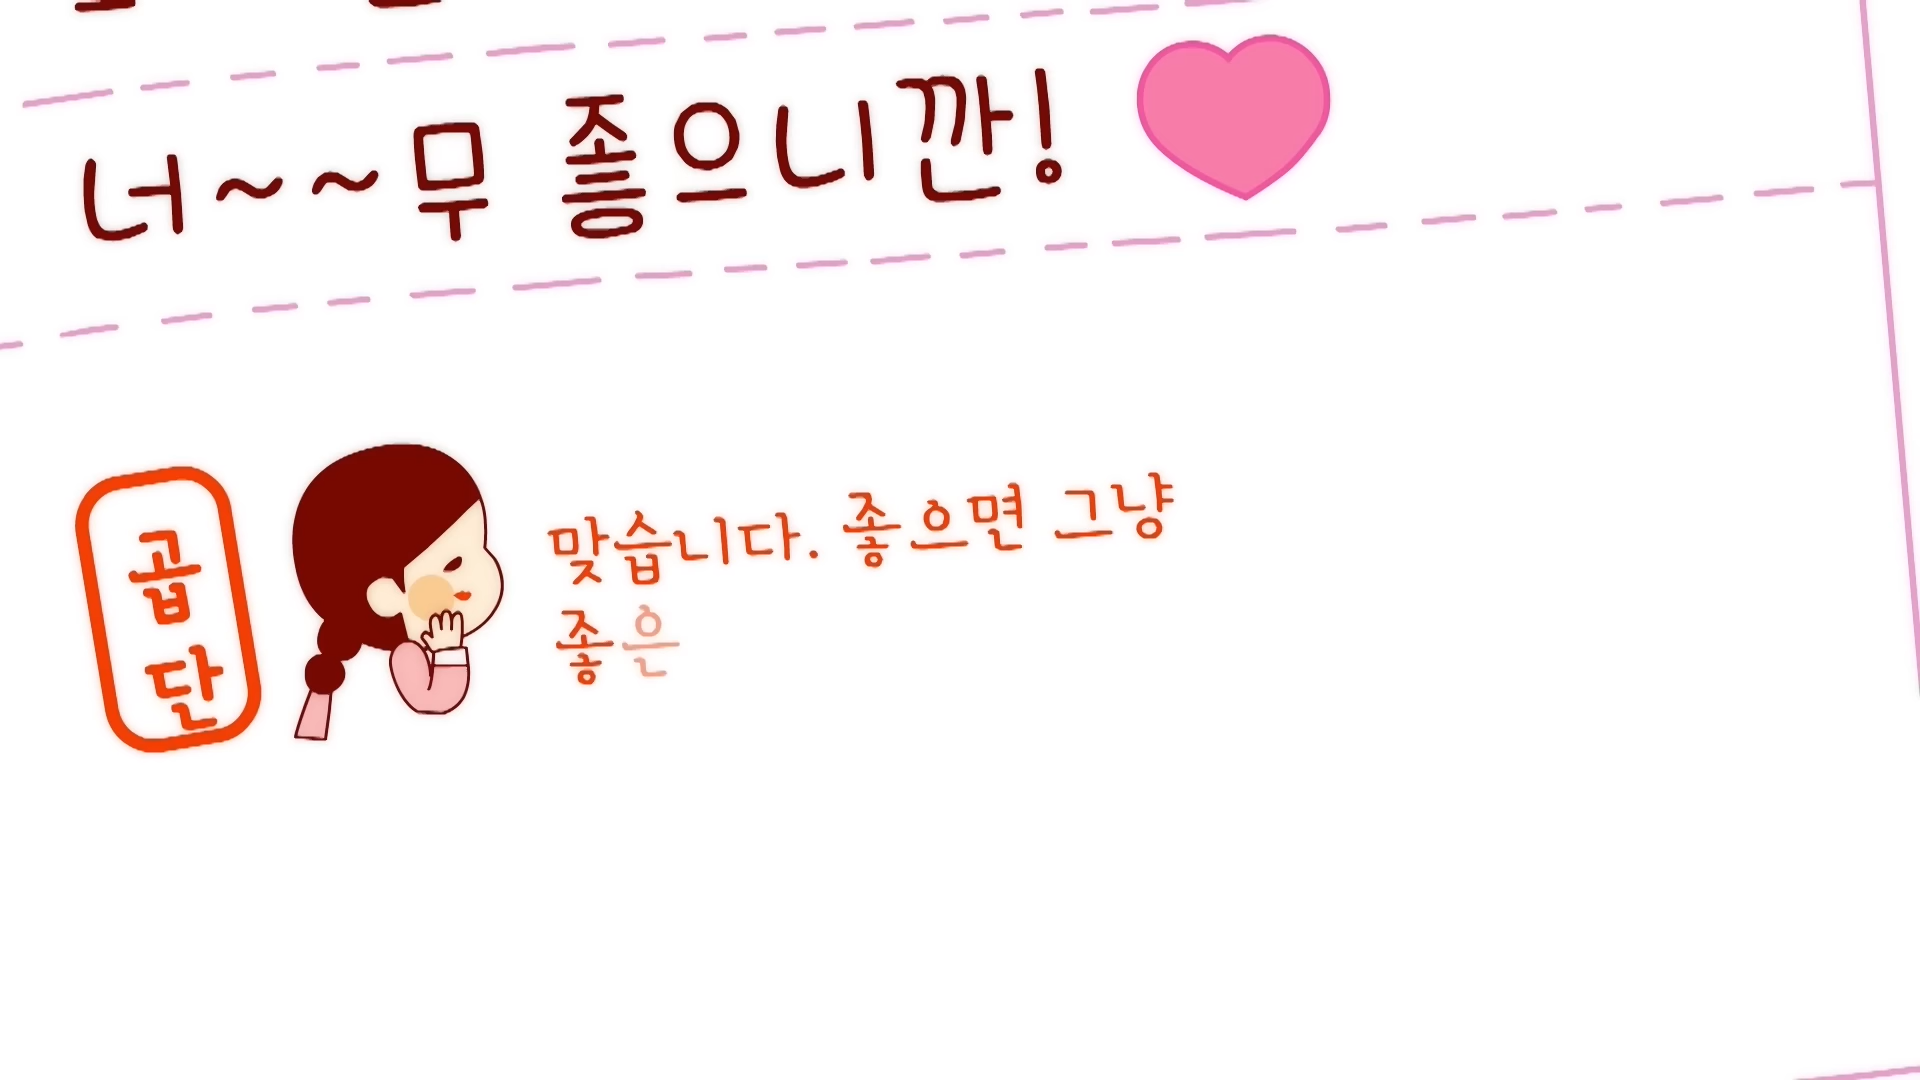 너~~무 좋으니깐!
곱단
맞습니다. 좋으면 그냥
좋은